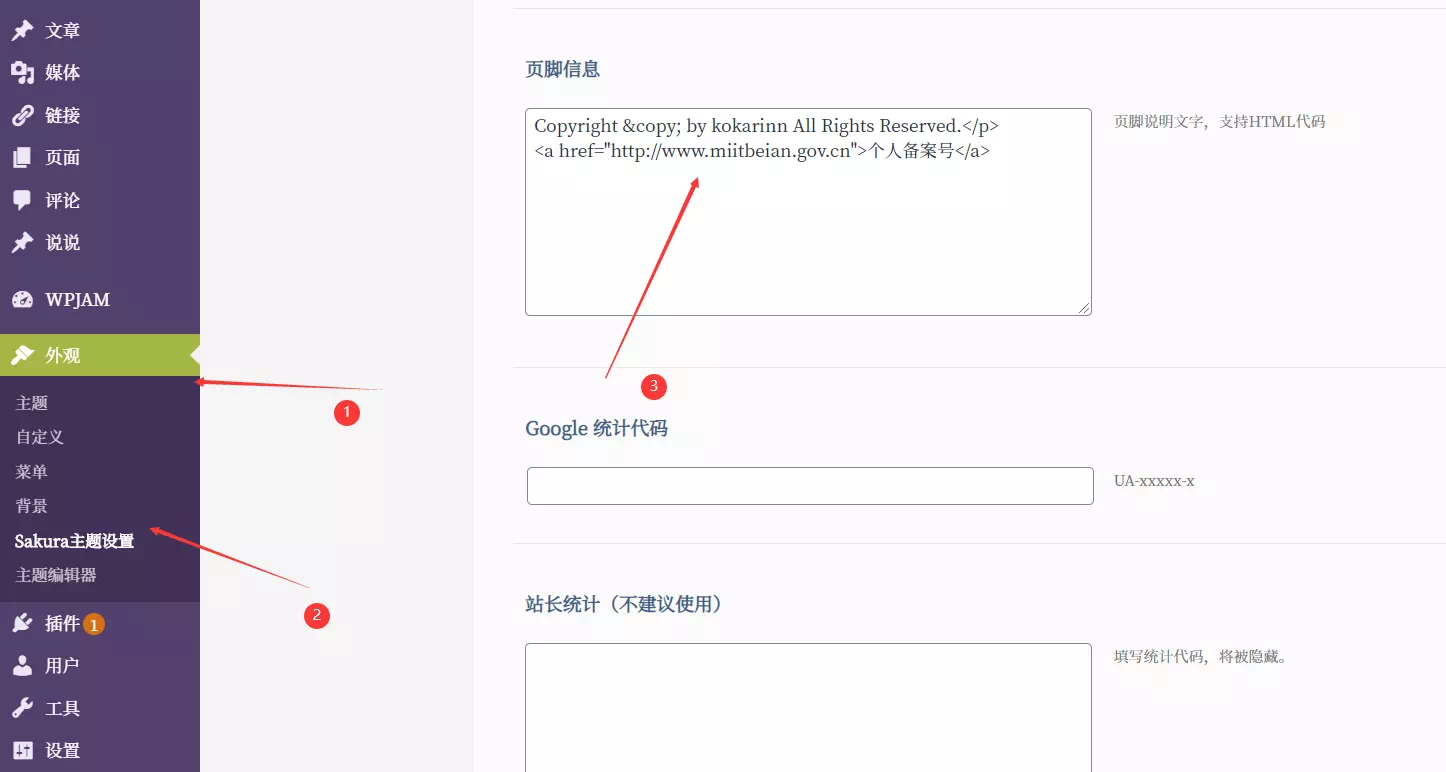 文章
媒体
链接
页面
评论
说说
WPJAM
外观
主题
自定义
菜单
背景
Sakura主题设置
主题编辑器
插件 1
用户
工具
设置
1
2
页脚信息
Copyright &copy; by kokarinn All Rights Reserved.</p>
<a href="http://www.miitbeian.gov.cn">个人备案号</a>
页脚说明文字，支持HTML代码
3
Google 统计代码
UA-xxxxx-x
站长统计（不建议使用）
填写统计代码，将被隐藏。